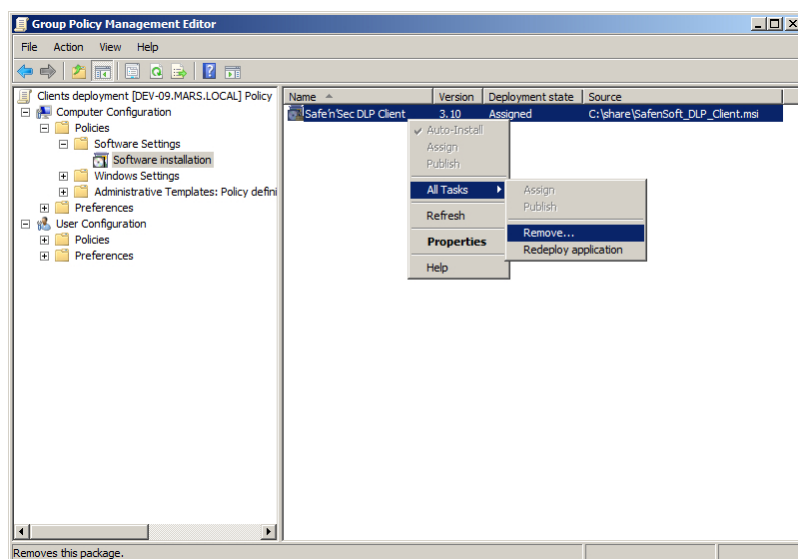 Group Policy Management Editor
File Action View Help
Clients deployment [DEV-09.MARS.LOCAL] Policy
Computer Configuration
Policies
Software Settings
Software installation
Windows Settings
Administrative Templates: Policy defini
Preferences
User Configuration
Policies
Preferences
Name Version Deployment state Source
Safe'n'Sec DLP Client 3.10 Assigned C:\share\SafenSoft_DLP_Client.msi
Auto-Install
Assign
Publish
All Tasks
Refresh
Properties
Help
Assign
Publish
Remove...
Redeploy application
Removes this package.